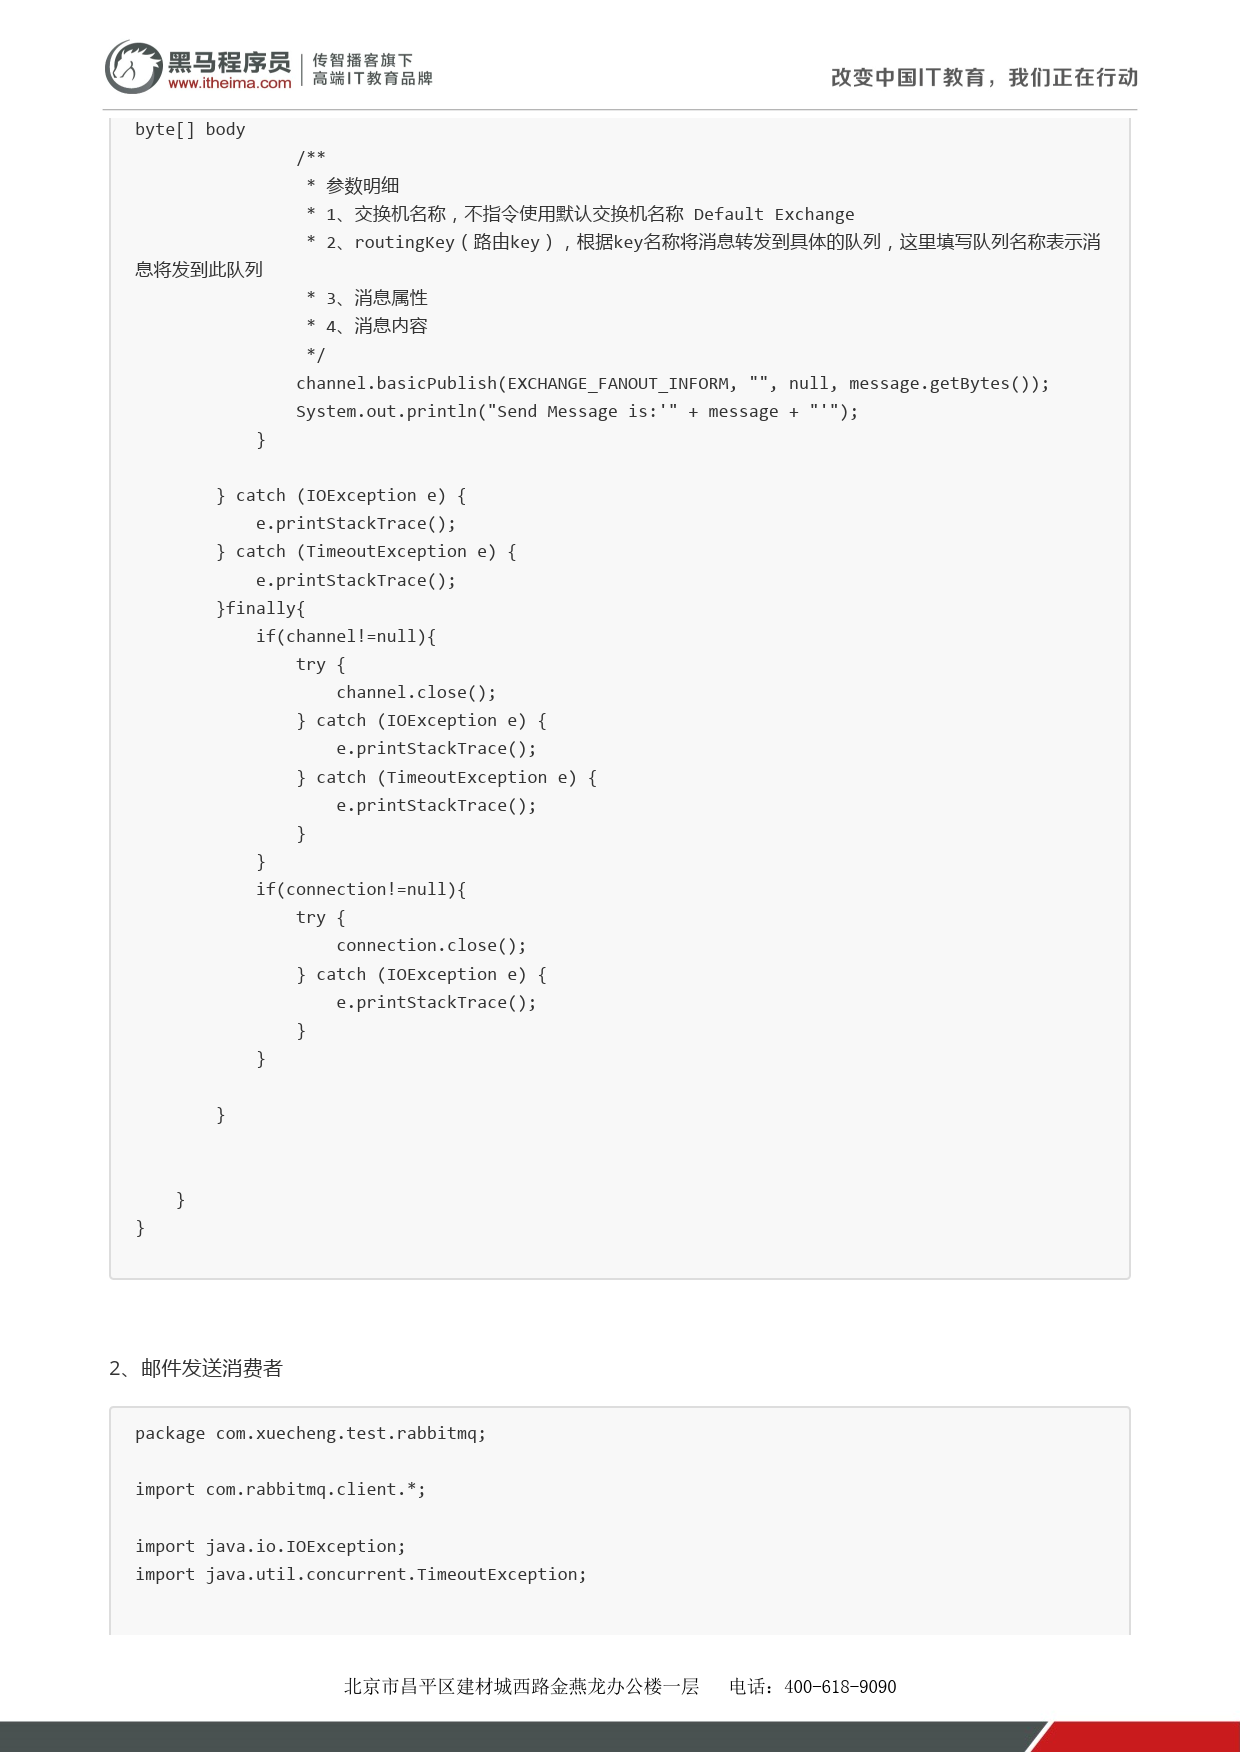 黑马程序员
www.itheima.com
传智播客旗下
高端IT教育品牌
改变中国IT教育，我们正在行动
byte[] body
                /**
                 * 参数明细
                 * 1、交换机名称，不指令使用默认交换机名称 Default Exchange
                 * 2、routingKey（路由key），根据key名称将消息转发到具体的队列，这里填写队列名称表示消
息将发到此队列
                 * 3、消息属性
                 * 4、消息内容
                 */
                channel.basicPublish(EXCHANGE_FANOUT_INFORM, "", null, message.getBytes());
                System.out.println("Send Message is:'" + message + "'");
            }
        } catch (IOException e) {
            e.printStackTrace();
        } catch (TimeoutException e) {
            e.printStackTrace();
        }finally{
            if(channel!=null){
                try {
                    channel.close();
                } catch (IOException e) {
                    e.printStackTrace();
                } catch (TimeoutException e) {
                    e.printStackTrace();
                }
            }
            if(connection!=null){
                try {
                    connection.close();
                } catch (IOException e) {
                    e.printStackTrace();
                }
            }
        }
    }
}
2、邮件发送消费者
package com.xuecheng.test.rabbitmq;
import com.rabbitmq.client.*;
import java.io.IOException;
import java.util.concurrent.TimeoutException;
北京市昌平区建材城西路金燕龙办公楼一层 电话：400-618-9090